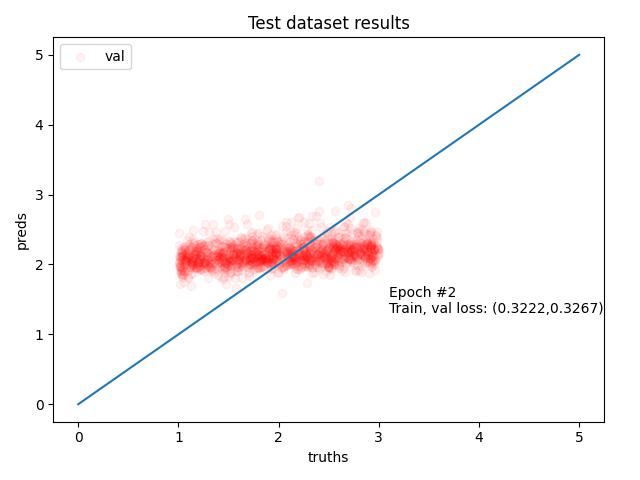 Test dataset results
val
5
4
3
2
1
0
preds
Epoch #2
Train, val loss: (0.3222,0.3267)
0 1 2 3 4 5
truths